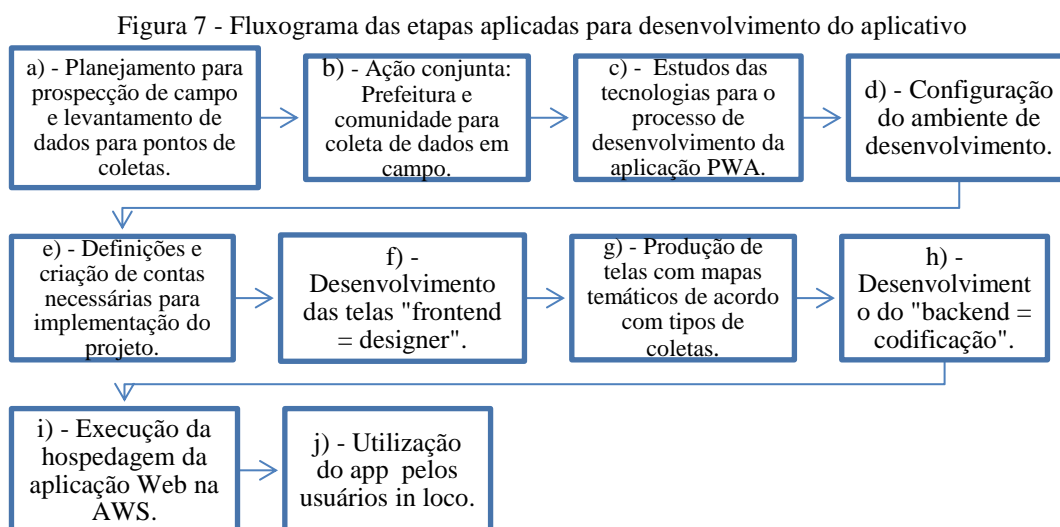 Figura 7 - Fluxograma das etapas aplicadas para desenvolvimento do aplicativo
a) - Planejamento para
prospecção de campo
e levantamento de
dados para pontos de
coletas.
b) - Ação conjunta:
Prefeitura e
comunidade para
coleta de dados em
campo.
c) - Estudos das
tecnologias para o
processo de
desenvolvimento da
aplicação PWA.
d) - Configuração
do ambiente de
desenvolvimento.
e) - Definições e
criação de contas
necessárias para
implementação do
projeto.
f) -
Desenvolvimento
das telas "frontend
= designer".
g) - Produção de
telas com mapas
temáticos de acordo
com tipos de
coletas.
h) -
Desenvolviment
o do "backend =
codificação".
i) - Execução da
hospedagem da
aplicação Web na
AWS.
j) - Utilização
do app pelos
usuários in loco.